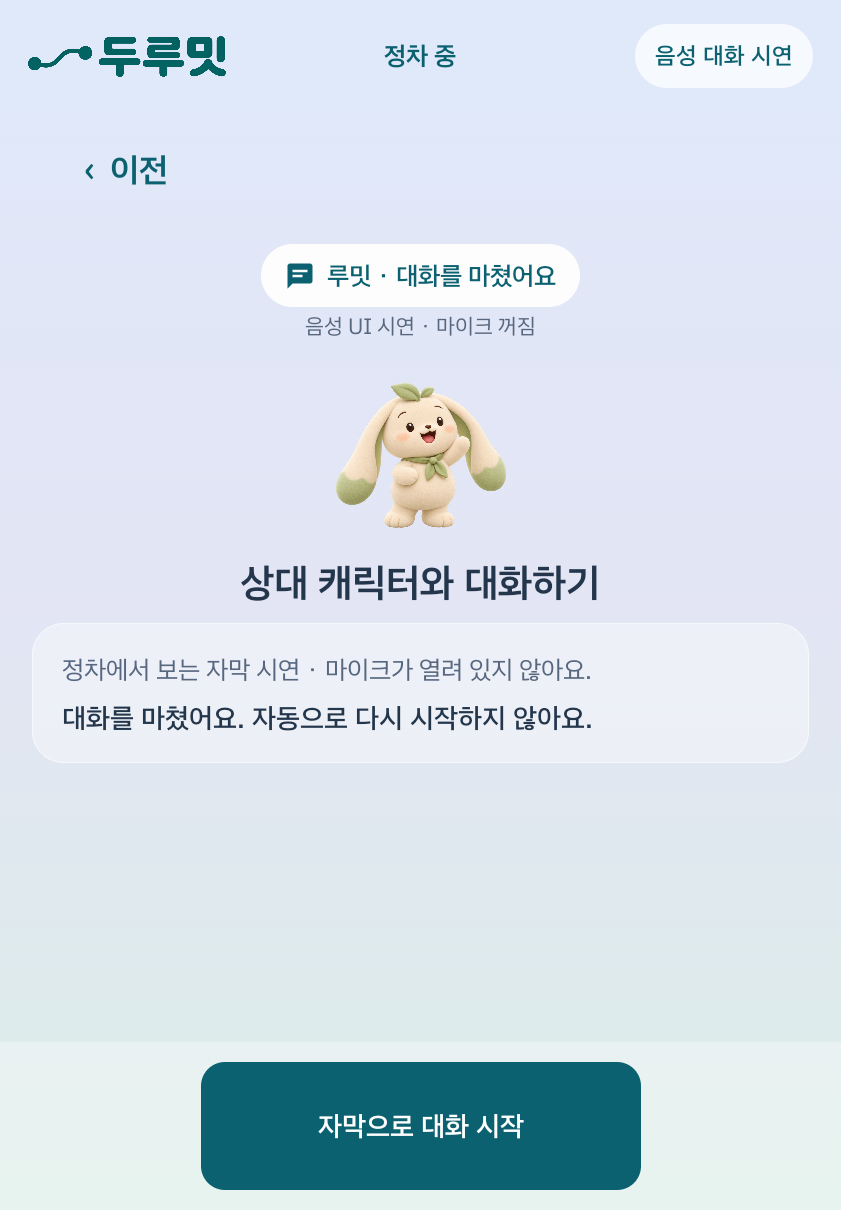 두루밋
정차 중
음성 대화 시연
‹ 이전
루밋 · 대화를 마쳤어요
음성 UI 시연 · 마이크 꺼짐
상대 캐릭터와 대화하기
정차에서 보는 자막 시연 · 마이크가 열려 있지 않아요.
대화를 마쳤어요. 자동으로 다시 시작하지 않아요.
자막으로 대화 시작